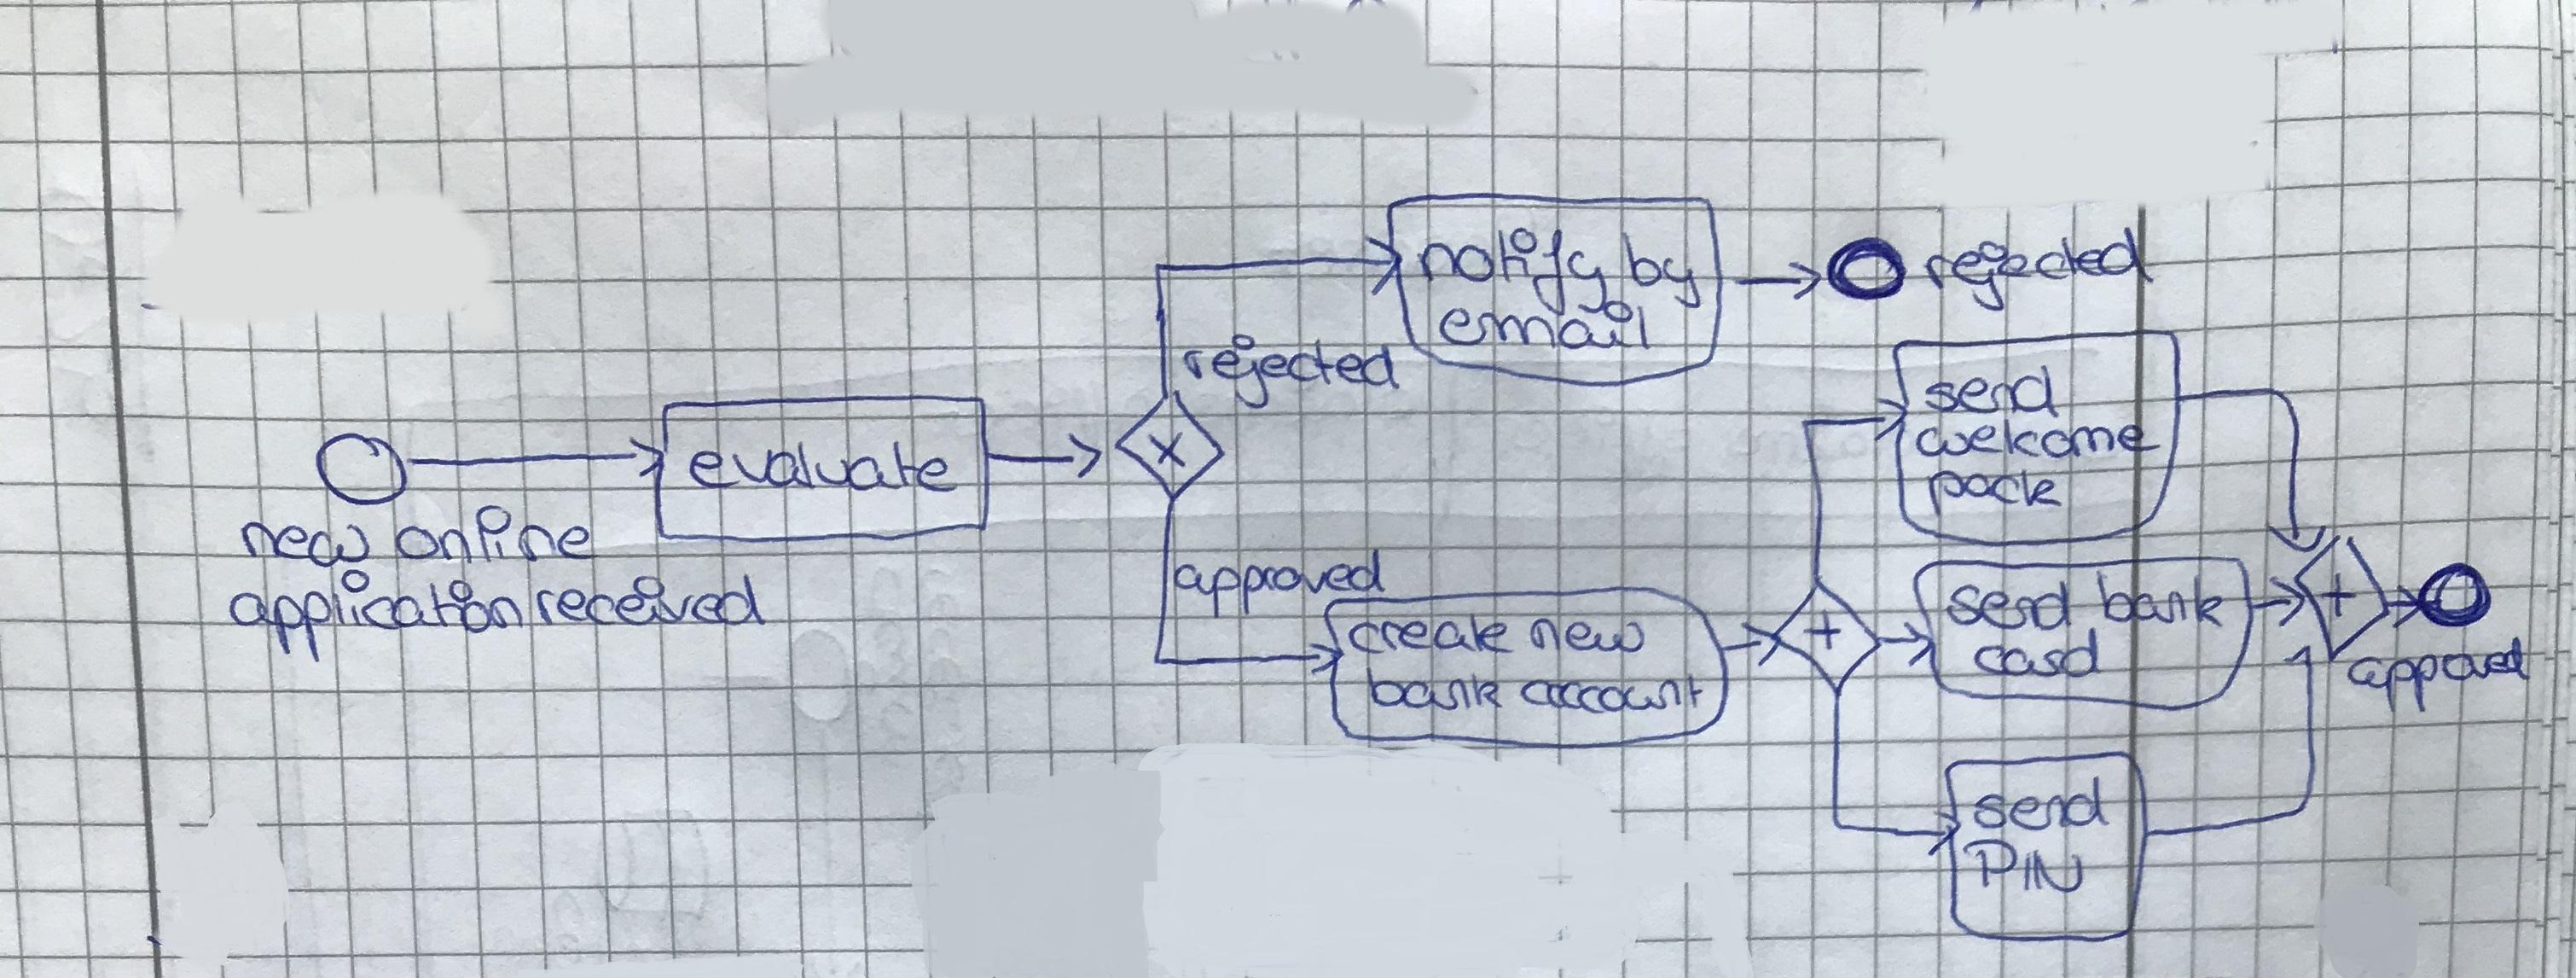 new online
application received
evaluate
X
rejected
notify by
email
rejected
approved
create new
bank account
+
send
welcome
pack
send bank
card
send
PIN
+
approved